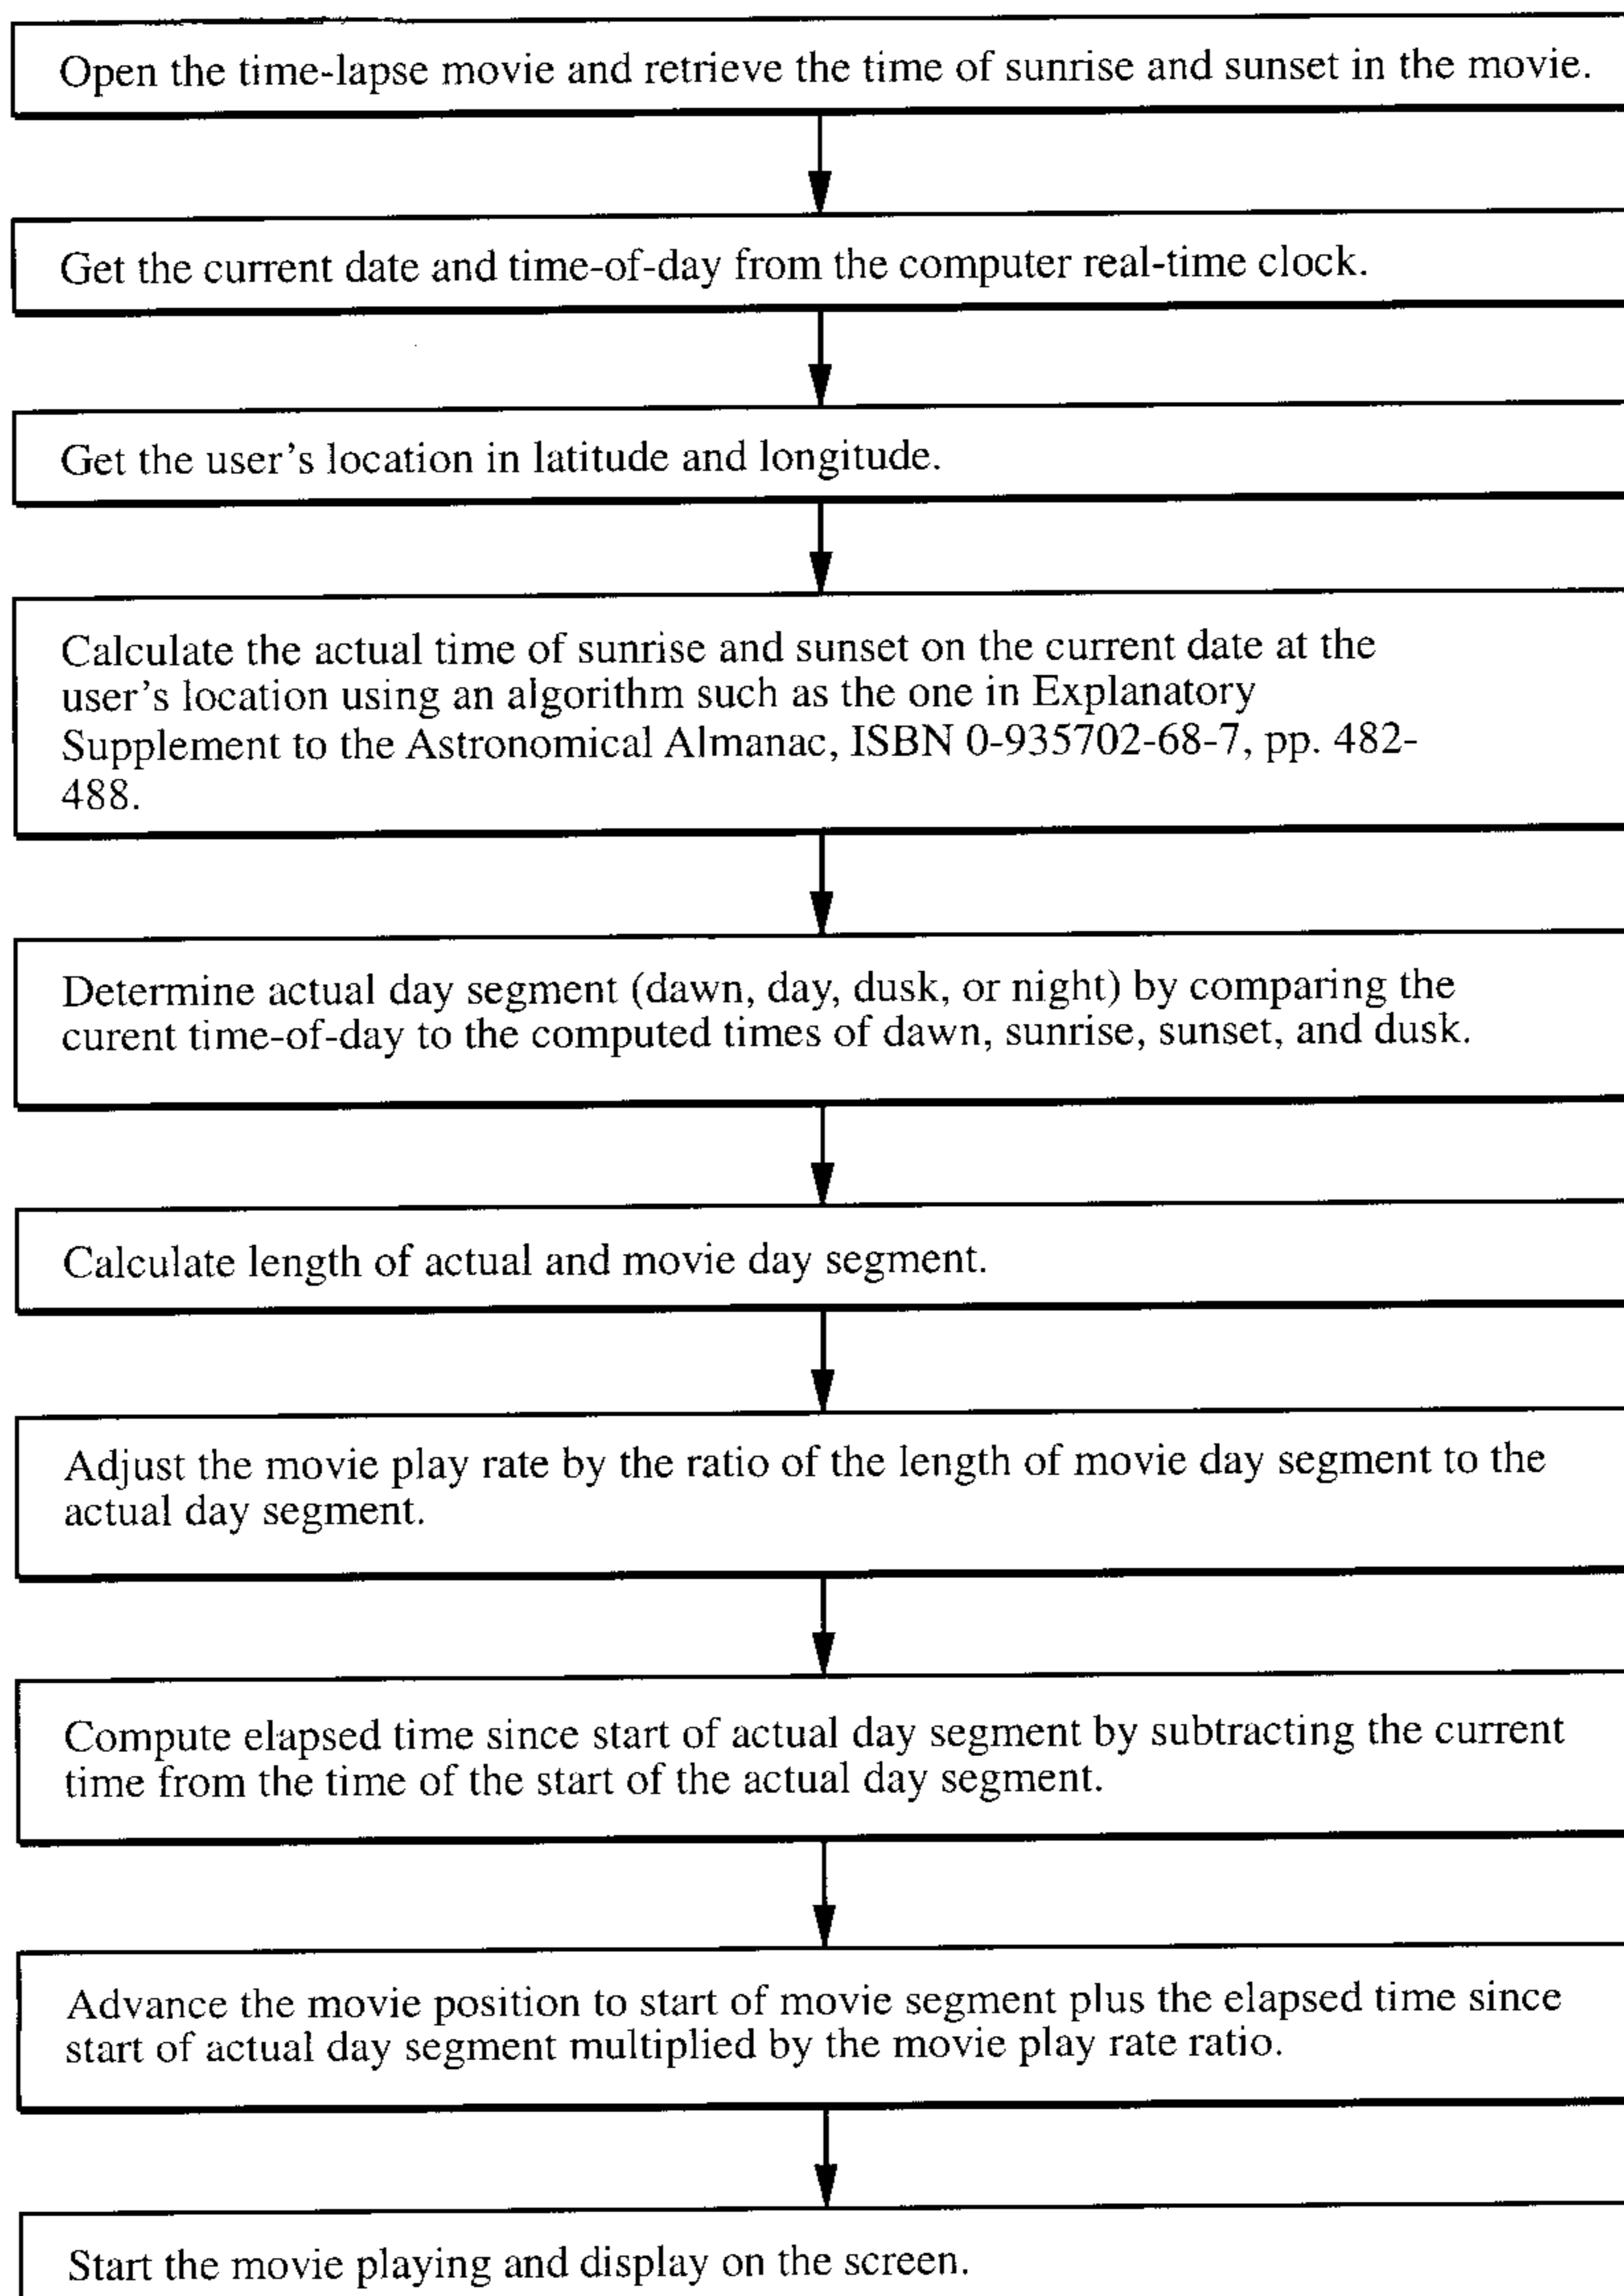 Open the time-lapse movie and retrieve the time of sunrise and sunset in the movie.
Get the current date and time-of-day from the computer real-time clock.
Get the user's location in latitude and longitude.
Calculate the actual time of sunrise and sunset on the current date at the
user's location using an algorithm such as the one in Explanatory
Supplement to the Astronomical Almanac, ISBN 0-935702-68-7, pp. 482-
488.
Determine actual day segment (dawn, day, dusk, or night) by comparing the
curent time-of-day to the computed times of dawn, sunrise, sunset, and dusk.
Calculate length of actual and movie day segment.
Adjust the movie play rate by the ratio of the length of movie day segment to the
actual day segment.
Compute elapsed time since start of actual day segment by subtracting the current
time from the time of the start of the actual day segment.
Advance the movie position to start of movie segment plus the elapsed time since
start of actual day segment multiplied by the movie play rate ratio.
Start the movie playing and display on the screen.